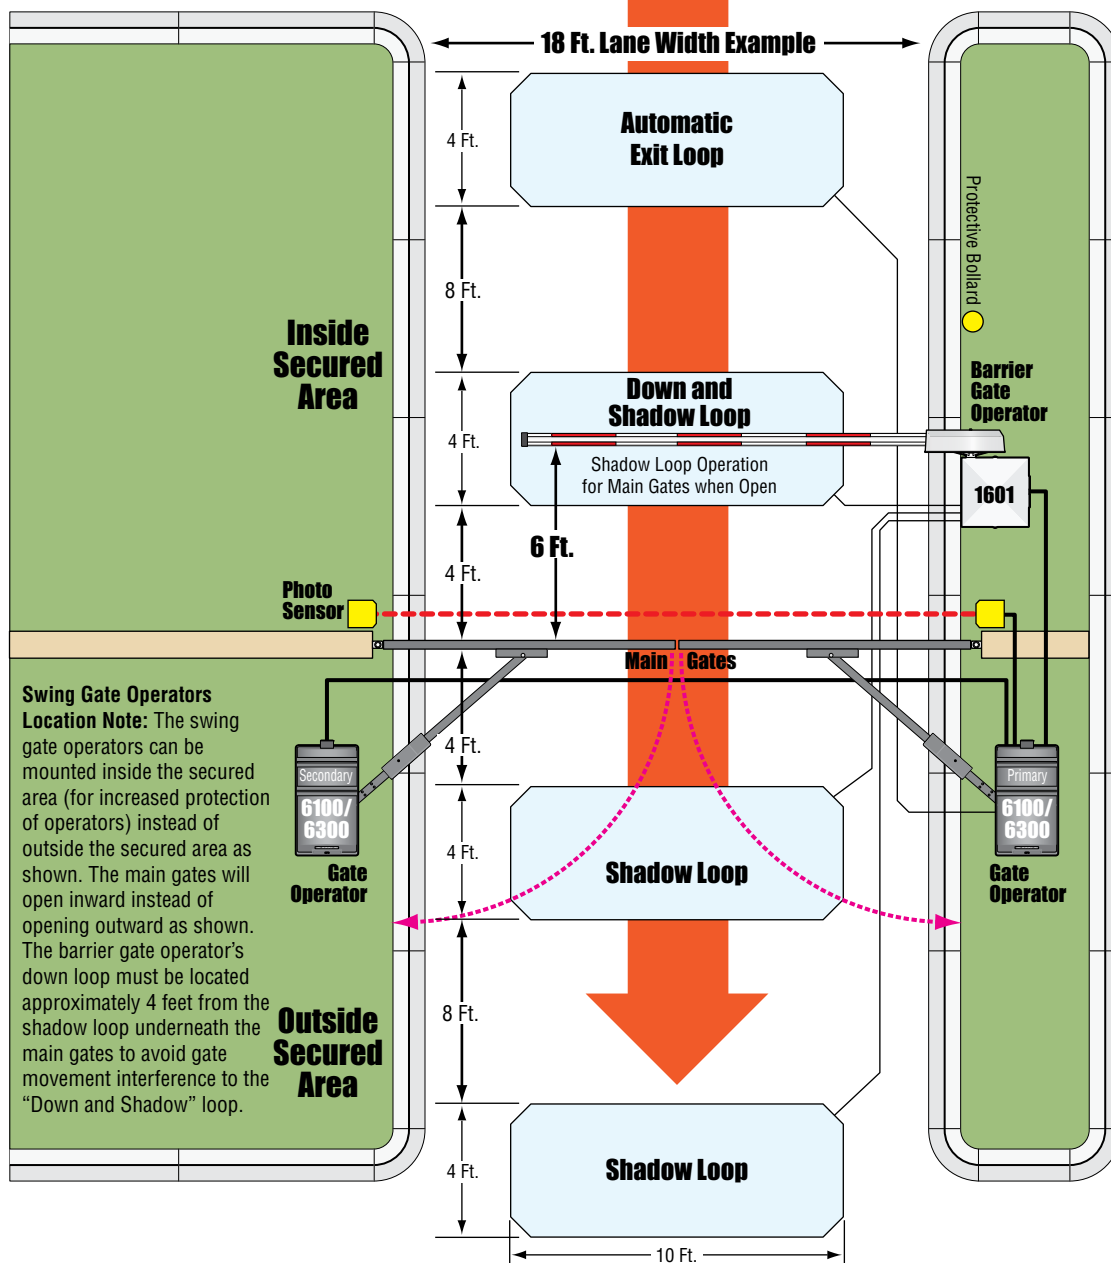 18 Ft. Lane Width Example
4 Ft.
Automatic
Exit Loop
Protective Bollard
8 Ft.
Inside
Secured
Area
Barrier
Gate
Operator
Down and
Shadow Loop
4 Ft.
Shadow Loop Operation
for Main Gates when Open
1601
6 Ft.
4 Ft.
Photo
Sensor
Main Gates
Swing Gate Operators
Location Note: The swing
gate operators can be
mounted inside the secured
area (for increased protection
of operators) instead of
outside the secured area as
shown. The main gates will
open inward instead of
opening outward as shown.
The barrier gate operator’s
down loop must be located
approximately 4 feet from the
shadow loop underneath the
main gates to avoid gate
movement interference to the
“Down and Shadow” loop.
4 Ft.
Secondary
6100/
6300
Gate
Operator
Primary
6100/
6300
Gate
Operator
4 Ft.
Shadow Loop
8 Ft.
Outside
Secured
Area
4 Ft.
Shadow Loop
10 Ft.